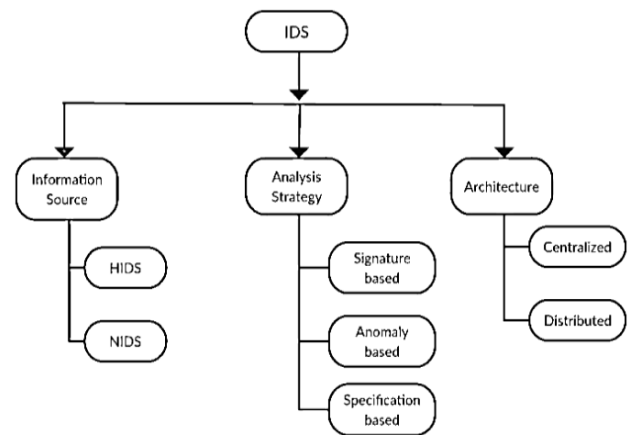 IDS
Information
Source
Analysis
Strategy
Architecture
HIDS
NIDS
Signature
based
Anomaly
based
Specification
based
Centralized
Distributed